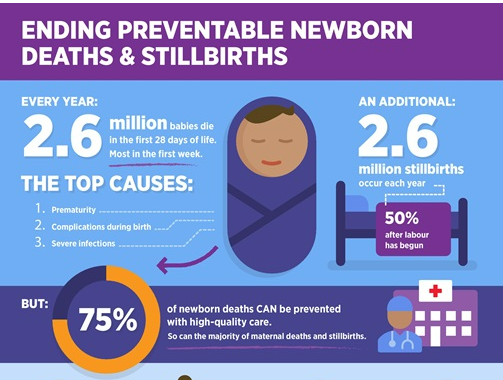 ENDING PREVENTABLE NEWBORN
DEATHS & STILLBIRTHS
EVERY YEAR:
2.6 million babies die
in the first 28 days of life.
Most in the first week.
THE TOP CAUSES:
1. Prematurity
2. Complications during birth
3. Severe infections
AN ADDITIONAL:
2.6
million stillbirths
occur each year
50%
after labour
has begun
BUT:
75%
of newborn deaths CAN be prevented
with high-quality care.
So can the majority of maternal deaths and stillbirths.